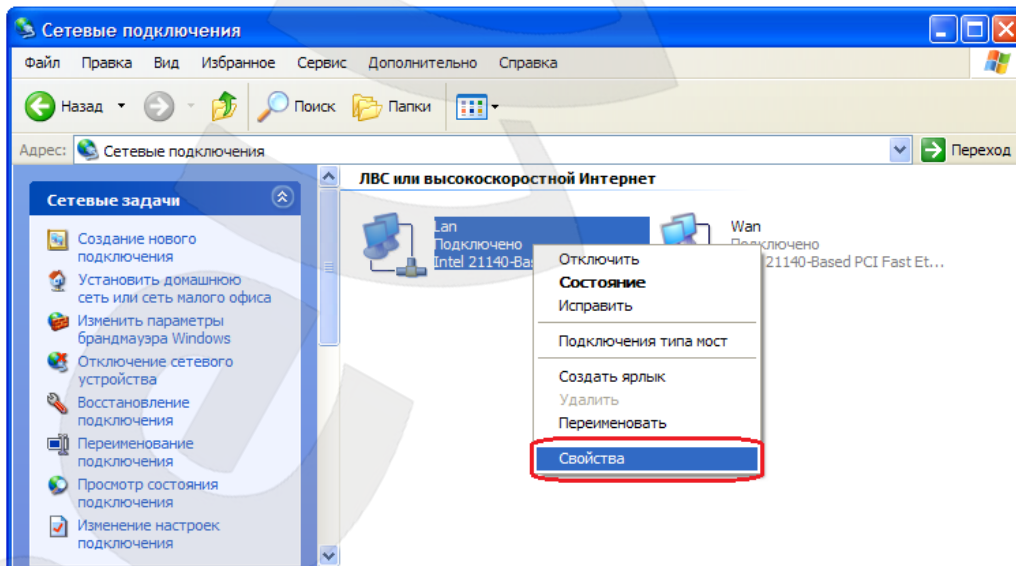 Сетевые подключения
Файл Правка Вид Избранное Сервис Дополнительно Справка
Назад Поиск Папки
Адрес: Сетевые подключения Переход
Сетевые задачи
Создание нового
подключения
Установить домашнюю
сеть или сеть малого офиса
Изменить параметры
брандмауэра Windows
Отключение сетевого
устройства
Восстановление
подключения
Переименование
подключения
Просмотр состояния
подключения
Изменение настроек
подключения
ЛВС или высокоскоростной Интернет
Lan
Подключено
Intel 21140-Ba
Wan
Подключено
21140-Based PCI Fast Et...
Отключить
Состояние
Исправить
Подключения типа мост
Создать ярлык
Удалить
Переименовать
Свойства